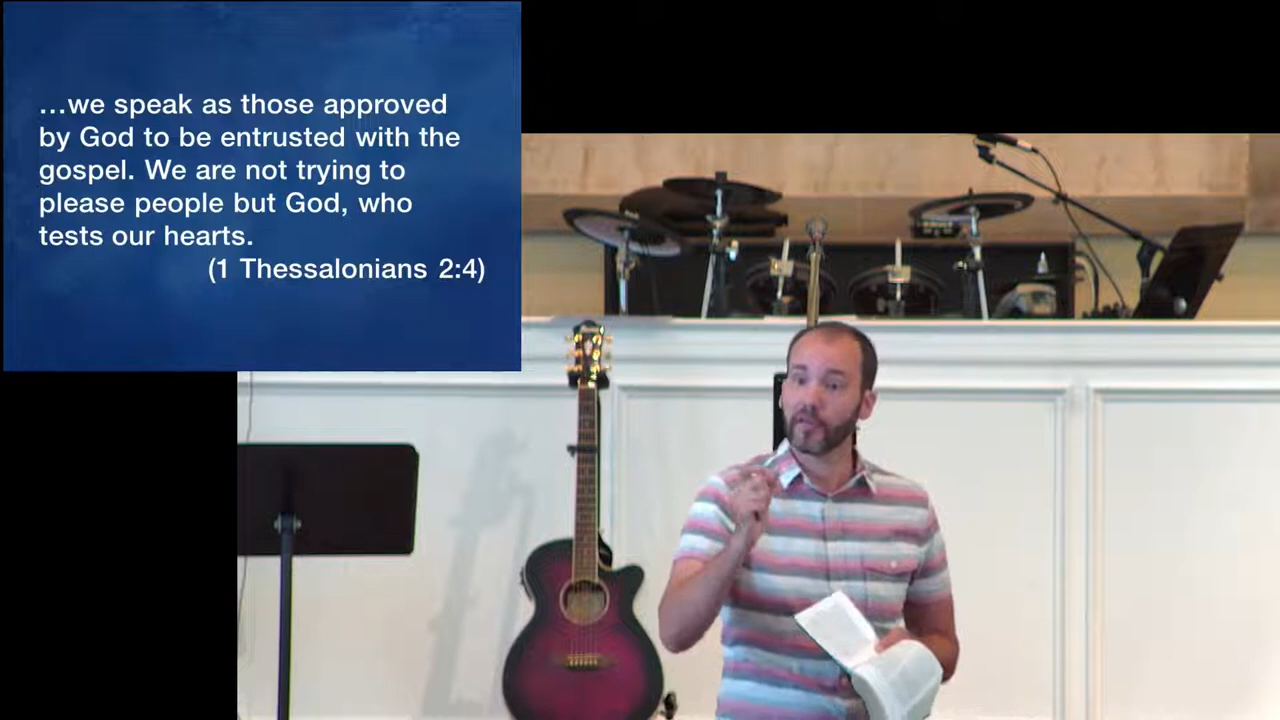 ...we speak as those approved
by God to be entrusted with the
gospel. We are not trying to
please people but God, who
tests our hearts.
(1 Thessalonians 2:4)